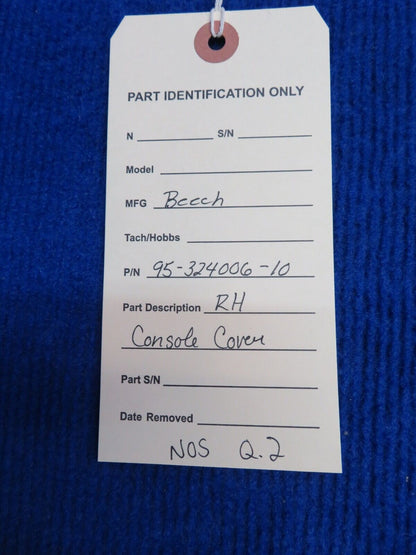 PART IDENTIFICATION ONLY
N S/N
Model
MFG Beech
Tach/Hobbs
P/N 95-324006-10
Part Description RH
Console Cover
Part S/N
Date Removed
NOS Q.2